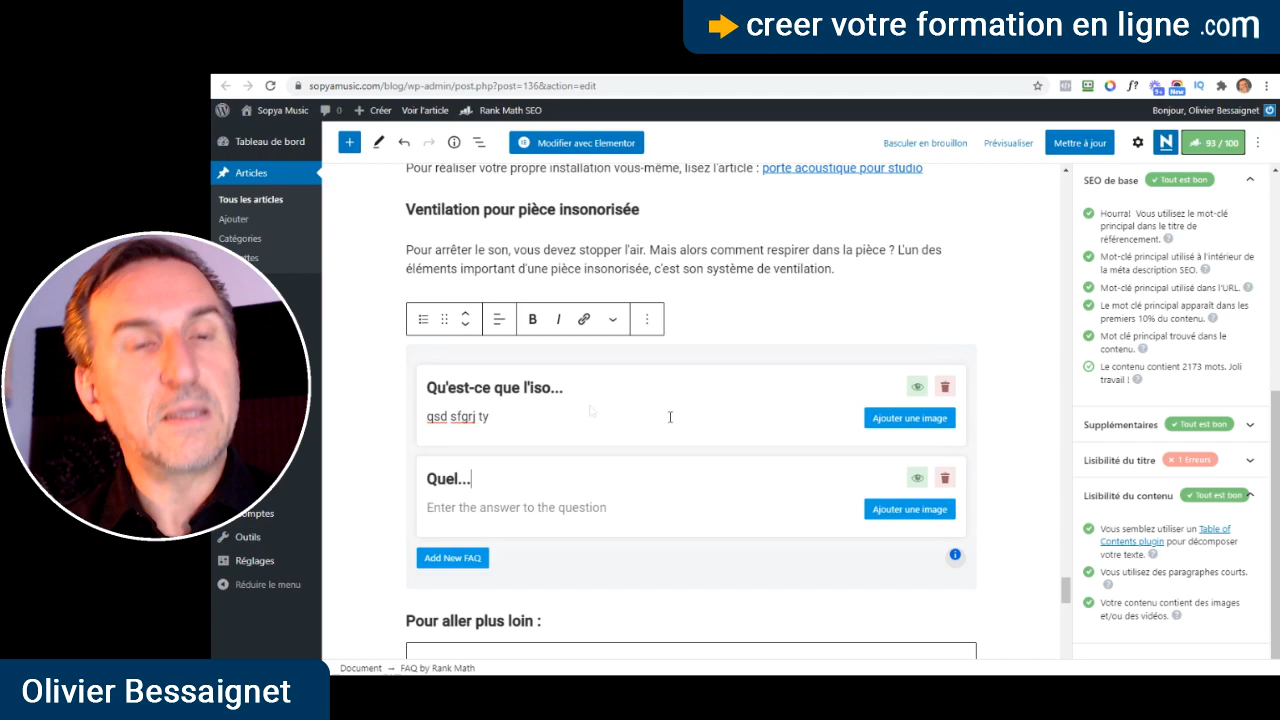 creer votre formation en ligne .com
sopyamusic.com/blog/wp-admin/post.php?post=136&action=edit
f?
9+
New
IQ
Sopya Music
0
Créer
Voir l'article
Rank Math SEO
Bonjour, Olivier Bessaignet
Tableau de bord
Articles
Tous les articles
Ajouter
Catégories
Comptes
Outils
Réglages
Réduire le menu
Modifier avec Elementor
Basculer en brouillon
Prévisualiser
Mettre à jour
N
93 / 100
Pour réaliser votre propre installation vous-même, lisez l'article : porte acoustique pour studio
Ventilation pour pièce insonorisée
Pour arrêter le son, vous devez stopper l'air. Mais alors comment respirer dans la pièce ? L'un des
éléments important d'une pièce insonorisée, c'est son système de ventilation.
B
I
Qu'est-ce que l'iso...
qsd sfgrj ty
Ajouter une image
Quel...
Enter the answer to the question
Ajouter une image
Add New FAQ
Pour aller plus loin :
Document → FAQ by Rank Math
SEO de base
Tout est bon
Hourra! Vous utilisez le mot-clé
principal dans le titre de
référencement.
Mot-clé principal utilisé à l'intérieur de
la méta description SEO.
Mot-clé principal utilisé dans l'URL.
Le mot clé principal apparaît dans les
premiers 10% du contenu.
Mot clé principal trouvé dans le
contenu.
Le contenu contient 2173 mots. Joli
travail !
Supplémentaires
Tout est bon
Lisibilité du titre
1 Erreurs
Lisibilité du contenu
Tout est bon
Vous semblez utiliser un Table of
Contents plugin pour décomposer
votre texte.
Vous utilisez des paragraphes courts.
Votre contenu contient des images
et/ou des vidéos.
Olivier Bessaignet